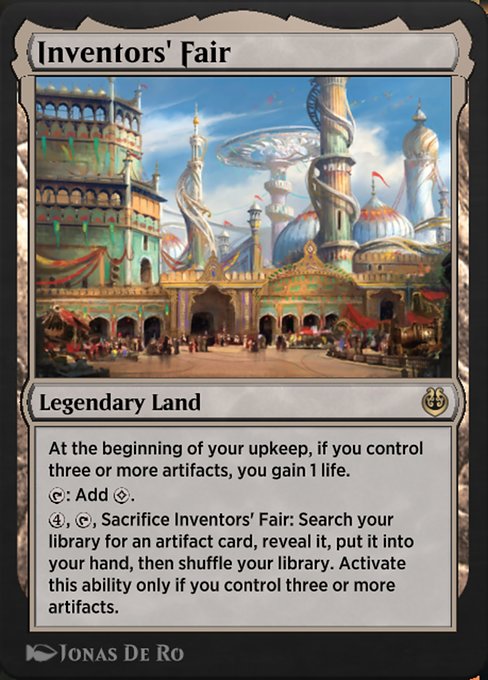 Inventors' Fair
Legendary Land
At the beginning of your upkeep, if you control
three or more artifacts, you gain 1 life.
: Add .
4, , Sacrifice Inventors' Fair: Search your
library for an artifact card, reveal it, put it into
your hand, then shuffle your library. Activate
this ability only if you control three or more
artifacts.
Jonas De Ro